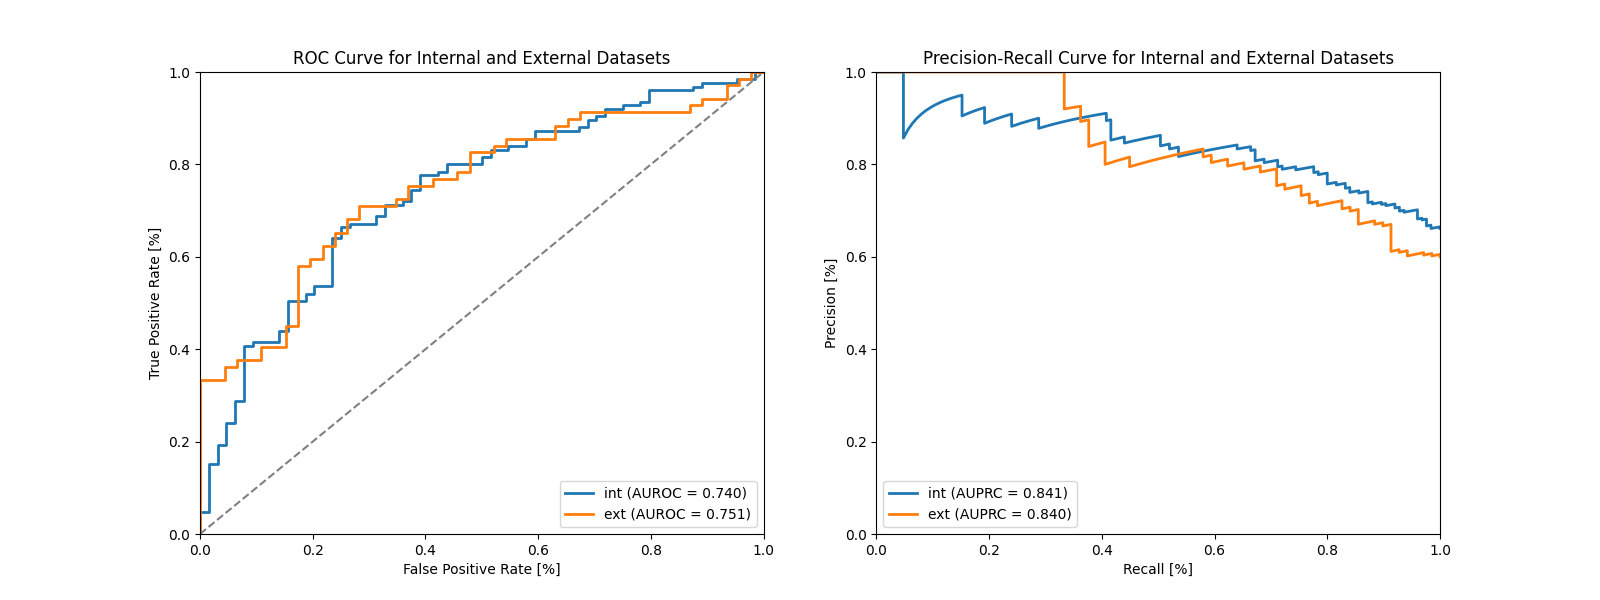 ROC Curve for Internal and External Datasets
1.0
0.8
0.6
0.4
0.2
0.0
True Positive Rate [%]
0.0 0.2 0.4 0.6 0.8 1.0
False Positive Rate [%]
int (AUROC = 0.740)
ext (AUROC = 0.751)
Precision-Recall Curve for Internal and External Datasets
1.0
0.8
0.6
0.4
0.2
0.0
Precision [%]
0.0 0.2 0.4 0.6 0.8 1.0
Recall [%]
int (AUPRC = 0.841)
ext (AUPRC = 0.840)